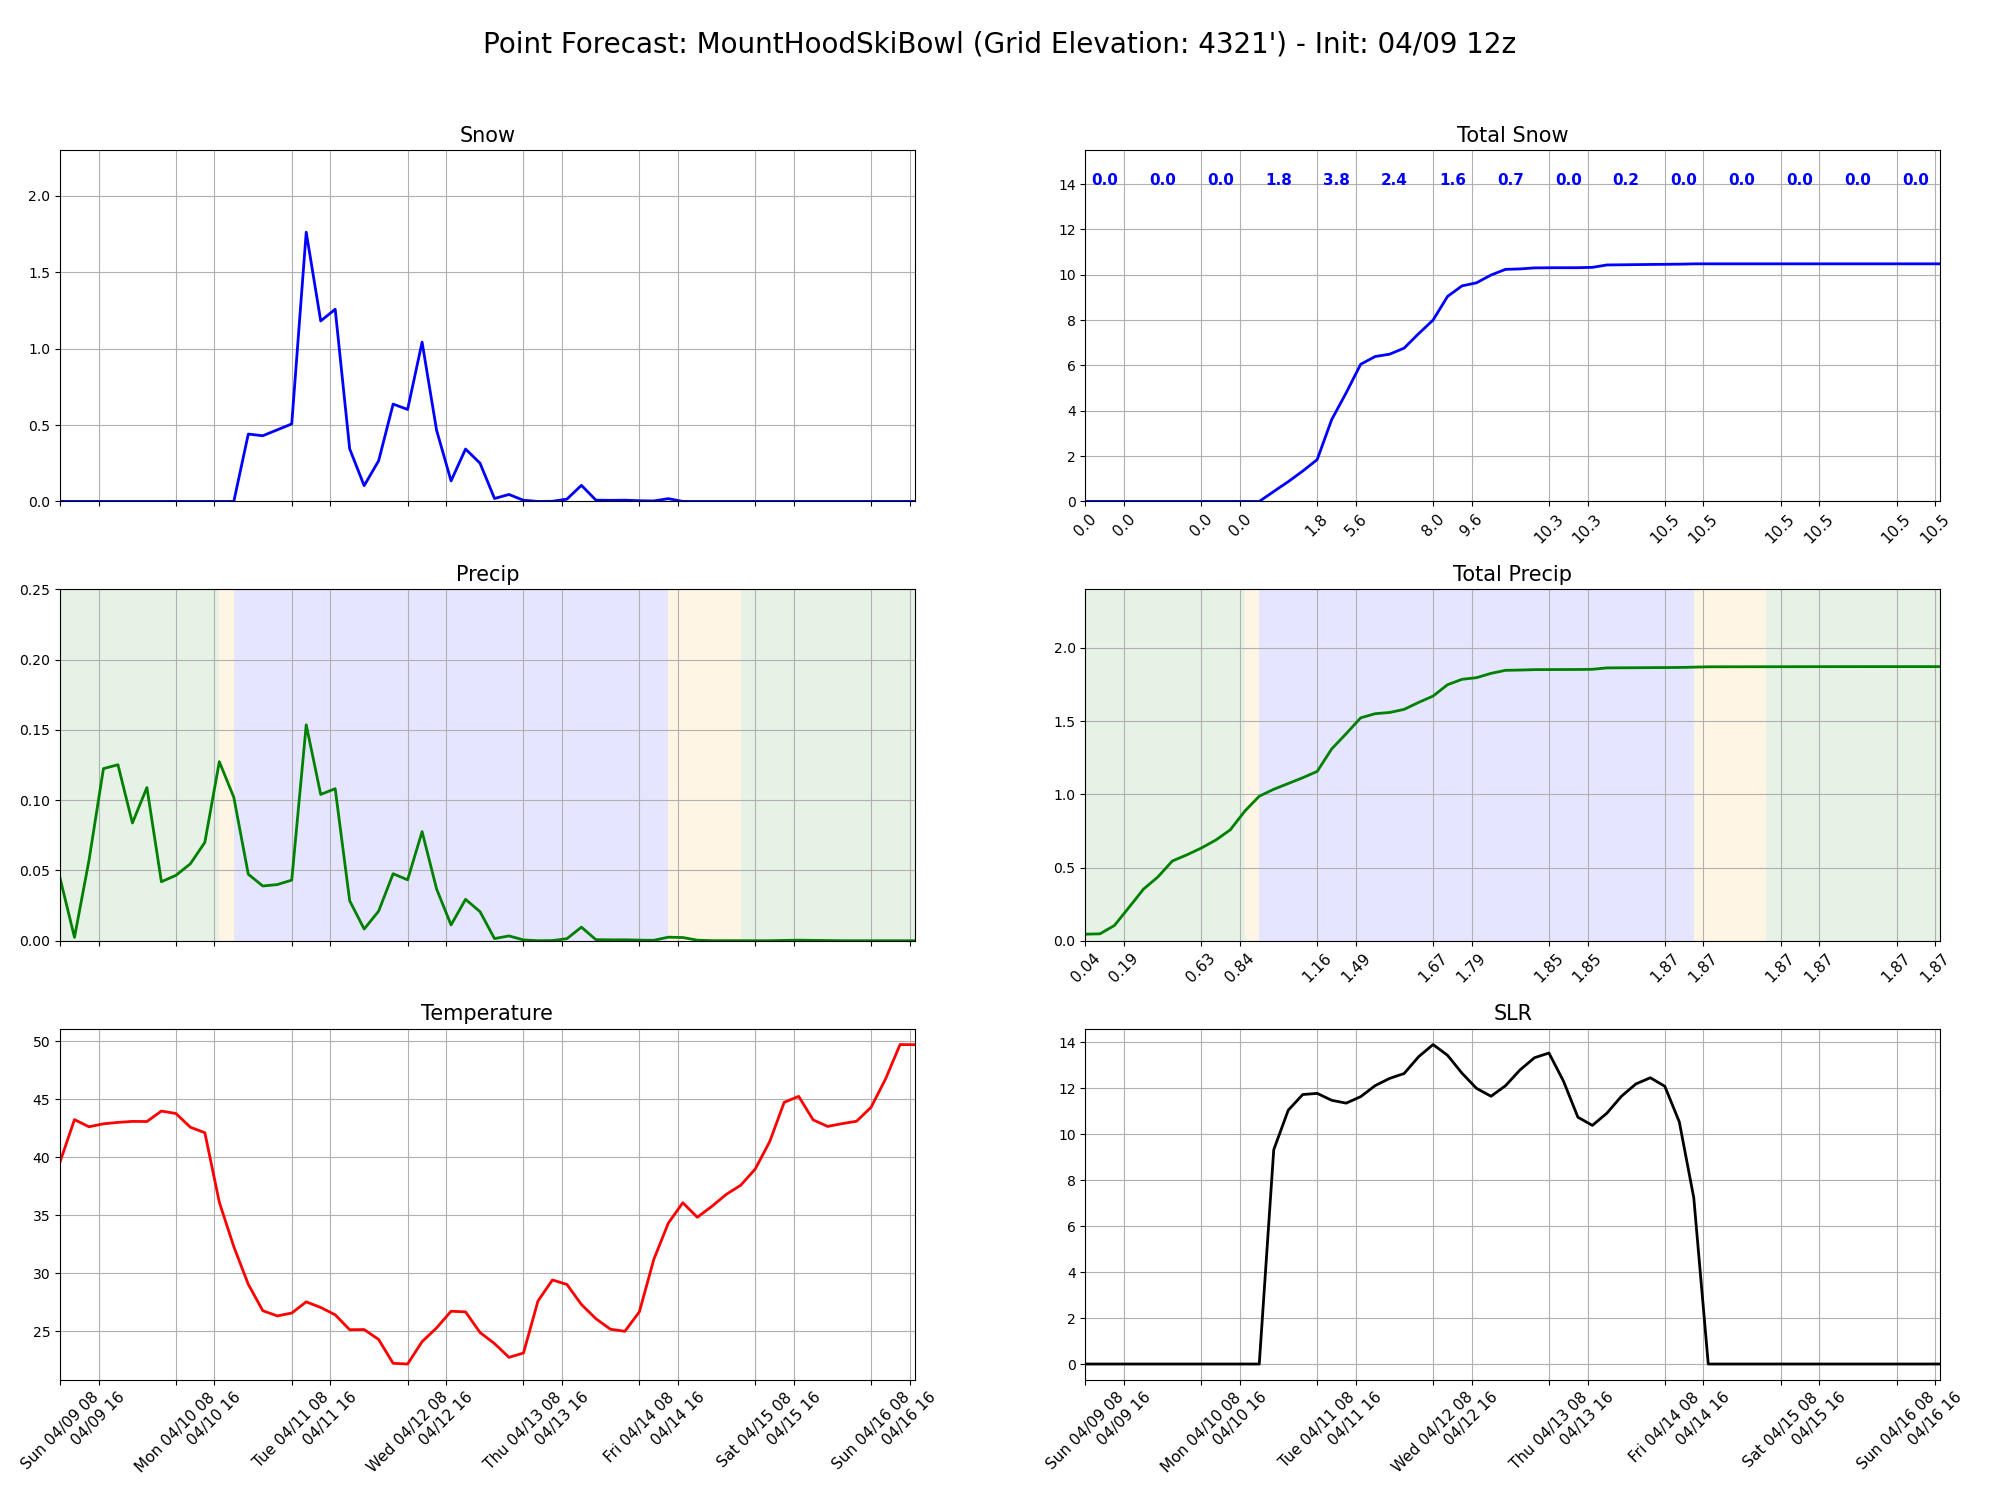 Point Forecast: MountHoodSkiBowl (Grid Elevation: 4321') - Init: 04/09 12z
Snow
2.0
1.5
1.0
0.5
0.0
Total Snow
0.0 0.0 0.0 1.8 3.8 2.4 1.6 0.7 0.0 0.2 0.0 0.0 0.0 0.0 0.0
14
12
10
8
6
4
2
0
0.0 0.0 0.0 0.0 1.8 5.6 8.0 9.6 10.3 10.3 10.5 10.5 10.5 10.5 10.5 10.5
Precip
0.25
0.20
0.15
0.10
0.05
0.00
Total Precip
2.0
1.5
1.0
0.5
0.0
0.04 0.19 0.63 0.84 1.16 1.49 1.67 1.79 1.85 1.85 1.87 1.87 1.87 1.87 1.87 1.87
Temperature
50
45
40
35
30
25
Sun 04/09 08
04/09 16
Mon 04/10 08
04/10 16
Tue 04/11 08
04/11 16
Wed 04/12 08
04/12 16
Thu 04/13 08
04/13 16
Fri 04/14 08
04/14 16
Sat 04/15 08
04/15 16
Sun 04/16 08
04/16 16
SLR
14
12
10
8
6
4
2
0
Sun 04/09 08
04/09 16
Mon 04/10 08
04/10 16
Tue 04/11 08
04/11 16
Wed 04/12 08
04/12 16
Thu 04/13 08
04/13 16
Fri 04/14 08
04/14 16
Sat 04/15 08
04/15 16
Sun 04/16 08
04/16 16